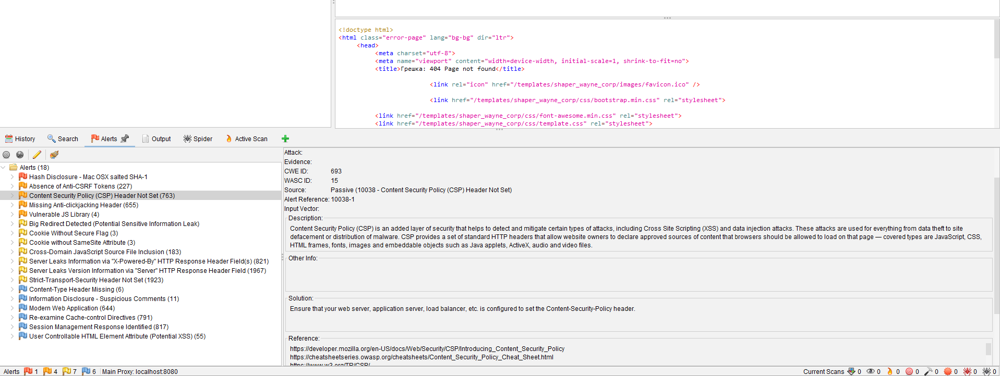 <!doctype html>
<html class="error-page" lang="bg-bg" dir="ltr">
<head>
<meta charset="utf-8">
<meta name="viewport" content="width=device-width, initial-scale=1, shrink-to-fit=no">
<title>Грешка: 404 Page not found</title>
<link rel="icon" href="/templates/shaper_wayne_corp/images/favicon.ico" />
<link href="/templates/shaper_wayne_corp/css/bootstrap.min.css" rel="stylesheet">
<link href="/templates/shaper_wayne_corp/css/font-awesome.min.css" rel="stylesheet">
<link href="/templates/shaper_wayne_corp/css/template.css" rel="stylesheet">
History Search Alerts Output Spider Active Scan
Alerts (18)
Hash Disclosure - Mac OSX salted SHA-1
Absence of Anti-CSRF Tokens (227)
Content Security Policy (CSP) Header Not Set (763)
Missing Anti-clickjacking Header (655)
Vulnerable JS Library (4)
Big Redirect Detected (Potential Sensitive Information Leak)
Cookie Without Secure Flag (3)
Cookie without SameSite Attribute (3)
Cross-Domain JavaScript Source File Inclusion (183)
Server Leaks Information via "X-Powered-By" HTTP Response Header Field(s) (821)
Server Leaks Version Information via "Server" HTTP Response Header Field (1967)
Strict-Transport-Security Header Not Set (1923)
Content-Type Header Missing (6)
Information Disclosure - Suspicious Comments (11)
Modern Web Application (644)
Re-examine Cache-control Directives (791)
Session Management Response Identified (817)
User Controllable HTML Element Attribute (Potential XSS) (55)
Attack:
Evidence:
CWE ID: 693
WASC ID: 15
Source: Passive (10038 - Content Security Policy (CSP) Header Not Set)
Alert Reference: 10038-1
Input Vector:
Description:
Content Security Policy (CSP) is an added layer of security that helps to detect and mitigate certain types of attacks, including Cross Site Scripting (XSS) and data injection attacks. These attacks are used for everything from data theft to site
defacement or distribution of malware. CSP provides a set of standard HTTP headers that allow website owners to declare approved sources of content that browsers should be allowed to load on that page — covered types are JavaScript, CSS,
HTML frames, fonts, images and embeddable objects such as Java applets, ActiveX, audio and video files.
Other Info:
Solution:
Ensure that your web server, application server, load balancer, etc. is configured to set the Content-Security-Policy header.
Reference:
https://developer.mozilla.org/en-US/docs/Web/Security/CSP/Introducing_Content_Security_Policy
https://cheatsheetseries.owasp.org/cheatsheets/Content_Security_Policy_Cheat_Sheet.html
https://www.w3.org/TR/CSP/
Alerts 1 4 7 6 Main Proxy: localhost:8080
Current Scans 0 0 0 0 0 0 0 0